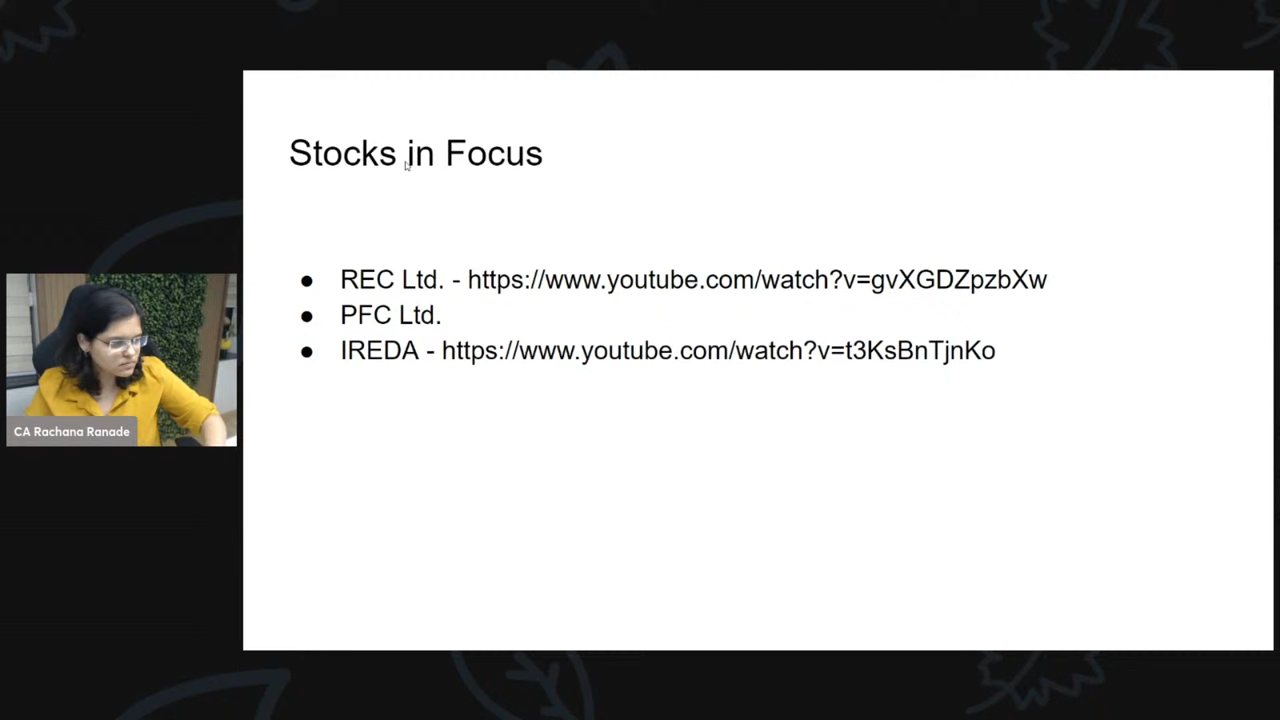 Stocks in Focus
● REC Ltd. - https://www.youtube.com/watch?v=gvXGDZpzbXw
● PFC Ltd.
● IREDA - https://www.youtube.com/watch?v=t3KsBnTjnKo
CA Rachana Ranade